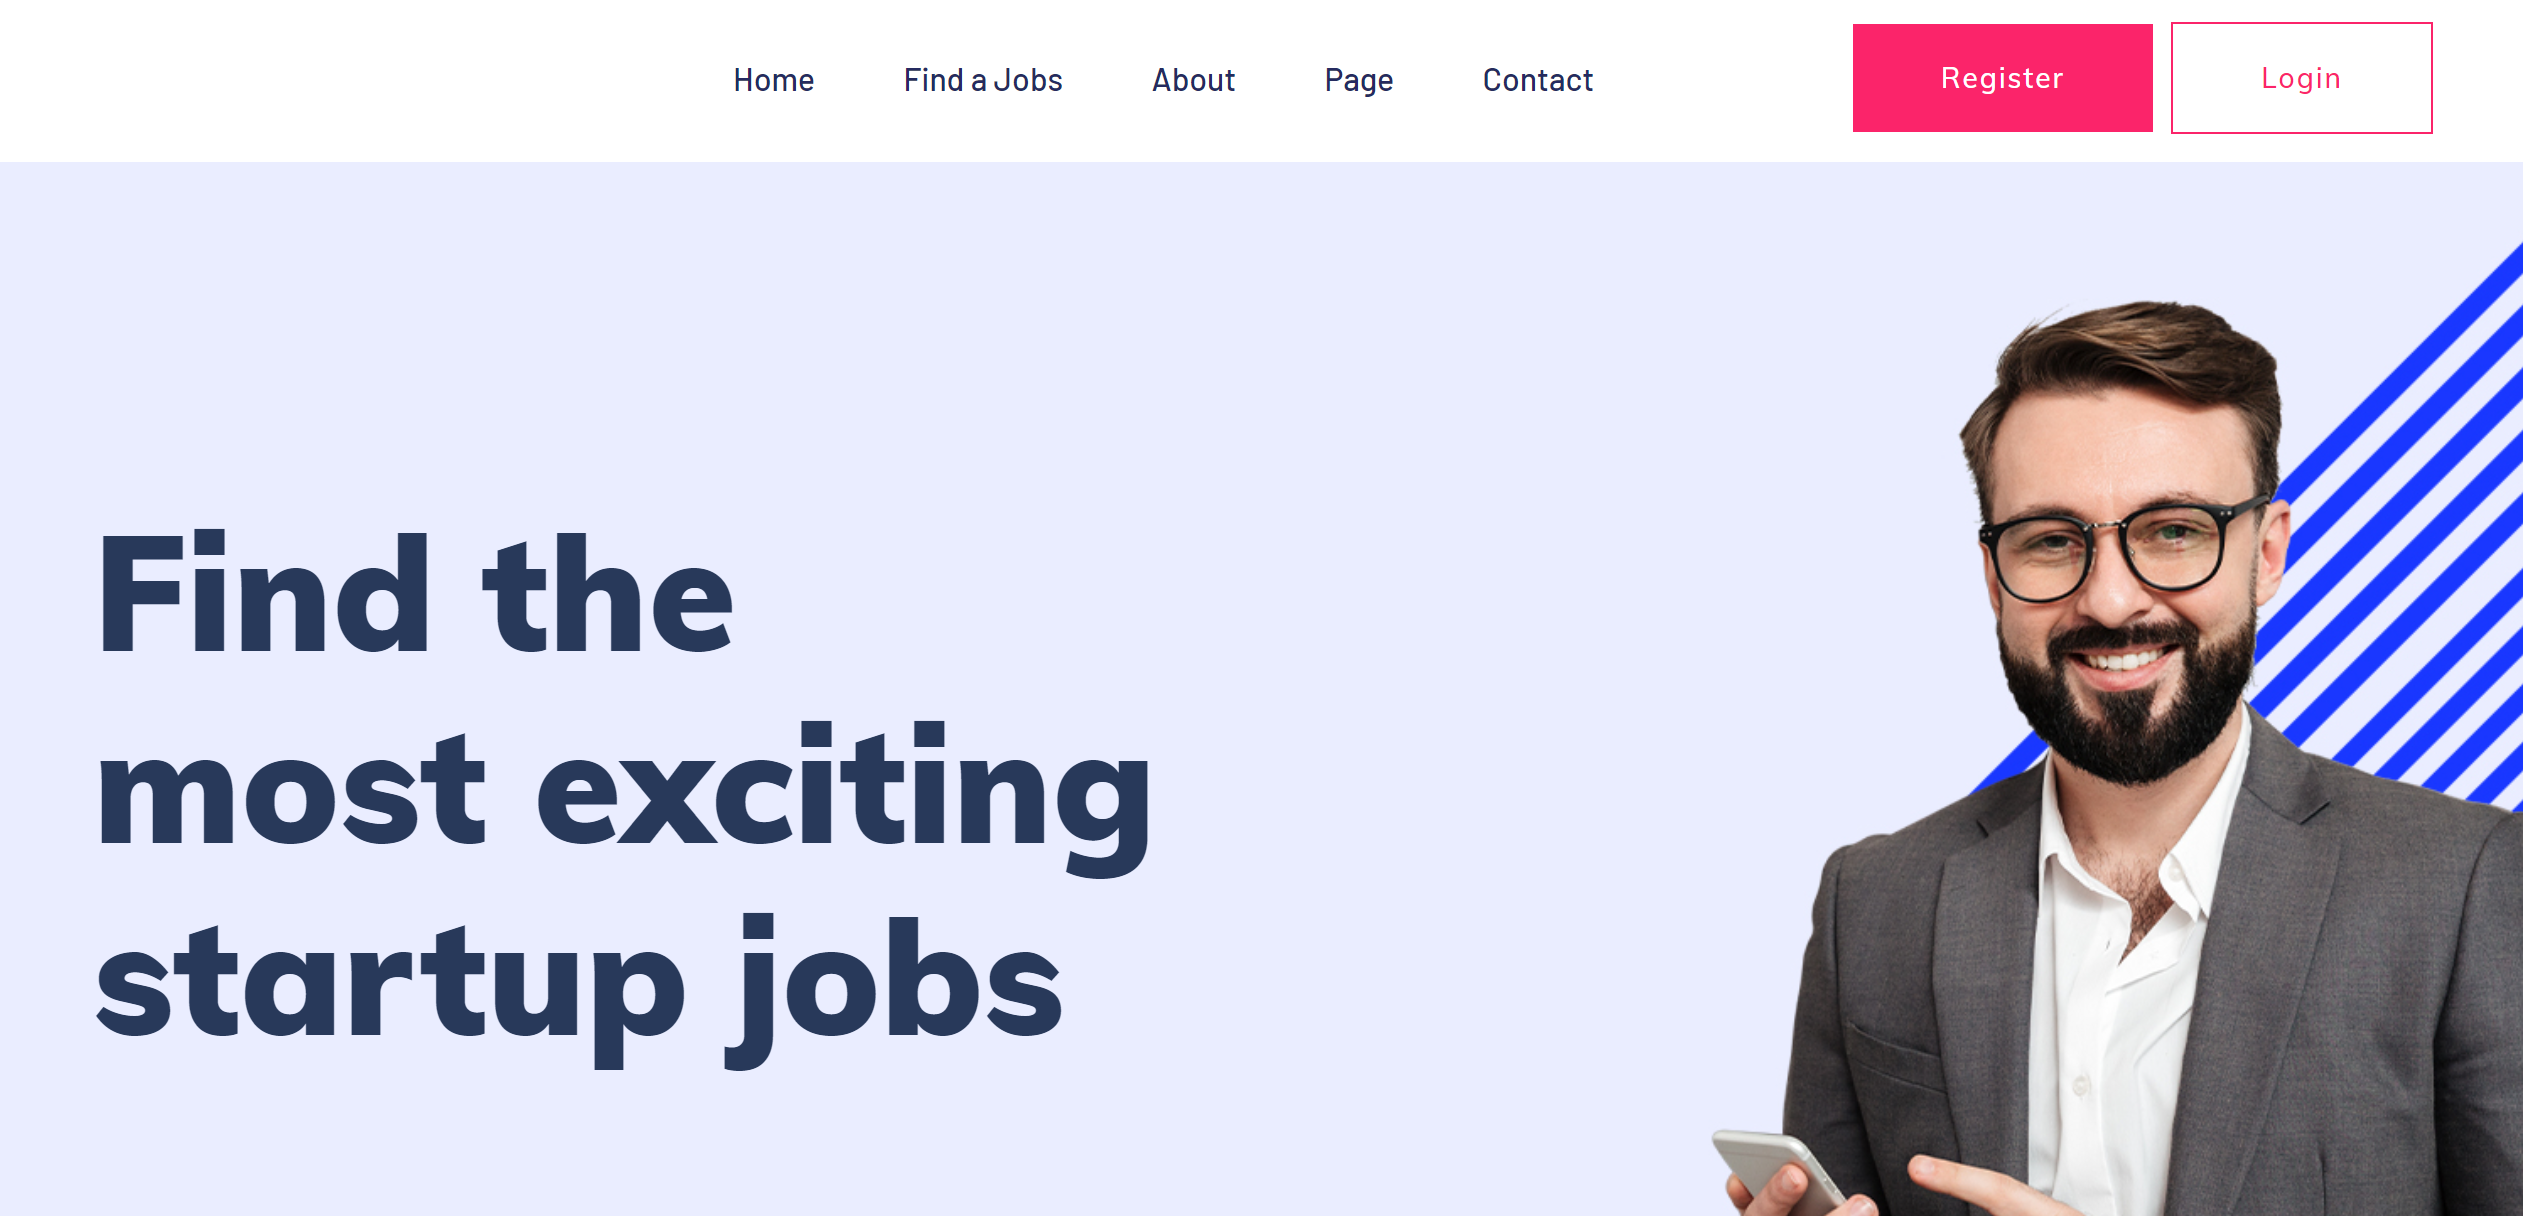 Home Find a Jobs About Page Contact Register Login
Find the
most exciting
startup jobs